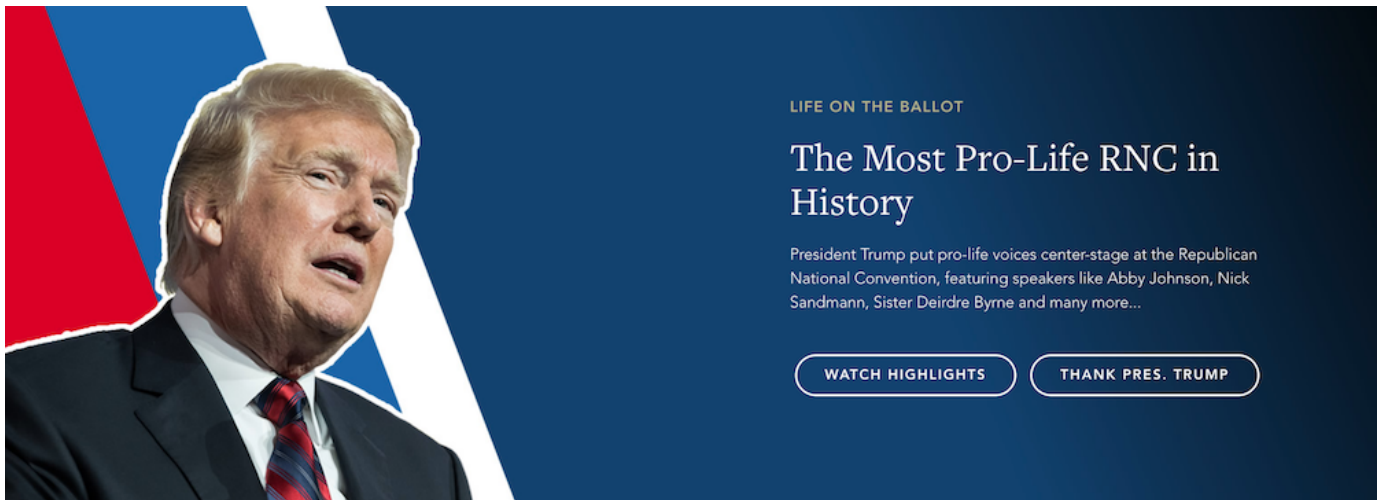 LIFE ON THE BALLOT
The Most Pro-Life RNC in
History
President Trump put pro-life voices center-stage at the Republican
National Convention, featuring speakers like Abby Johnson, Nick
Sandmann, Sister Deirdre Byrne and many more...
WATCH HIGHLIGHTS
THANK PRES. TRUMP